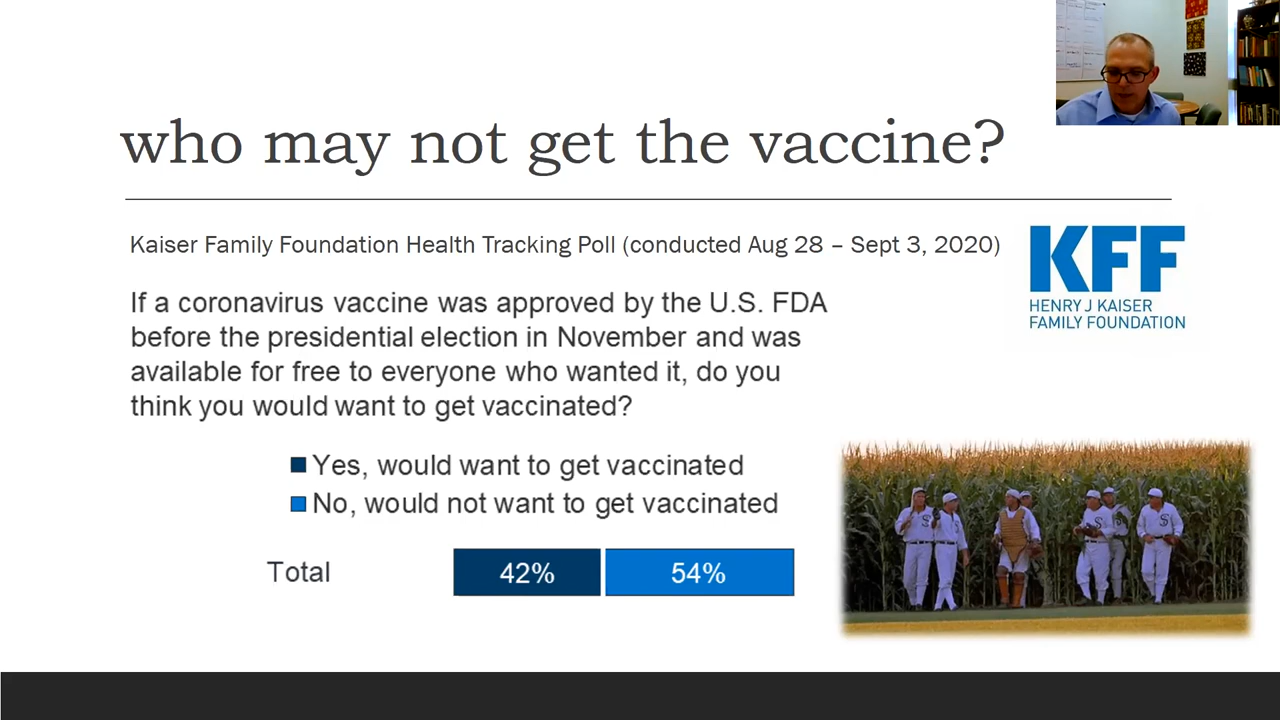 who may not get the vaccine?
Kaiser Family Foundation Health Tracking Poll (conducted Aug 28 – Sept 3, 2020)
KFF
HENRY J KAISER
FAMILY FOUNDATION
If a coronavirus vaccine was approved by the U.S. FDA
before the presidential election in November and was
available for free to everyone who wanted it, do you
think you would want to get vaccinated?
Yes, would want to get vaccinated
No, would not want to get vaccinated
Total 42% 54%